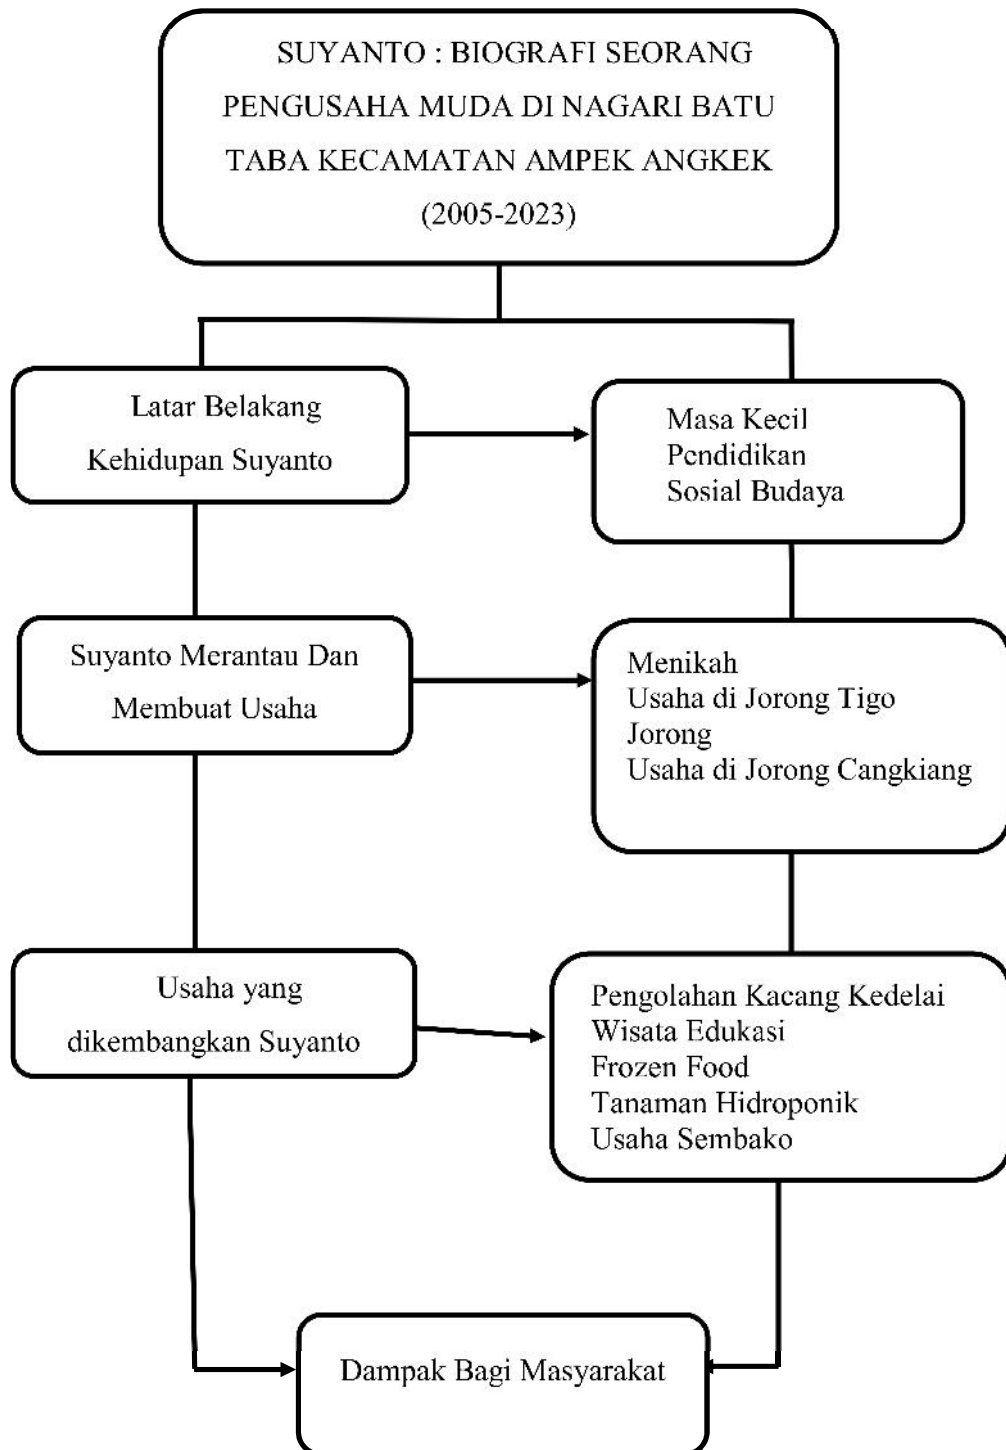 SUYANTO : BIOGRAFI SEORANG
PENGUSAHA MUDA DI NAGARI BATU
TABA KECAMATAN AMPEK ANGKEK
(2005-2023)
Latar Belakang
Kehidupan Suyanto
Masa Kecil
Pendidikan
Sosial Budaya
Suyanto Merantau Dan
Membuat Usaha
Menikah
Usaha di Jorong Tigo
Jorong
Usaha di Jorong Cangkiang
Usaha yang
dikembangkan Suyanto
Pengolahan Kacang Kedelai
Wisata Edukasi
Frozen Food
Tanaman Hidroponik
Usaha Sembako
Dampak Bagi Masyarakat